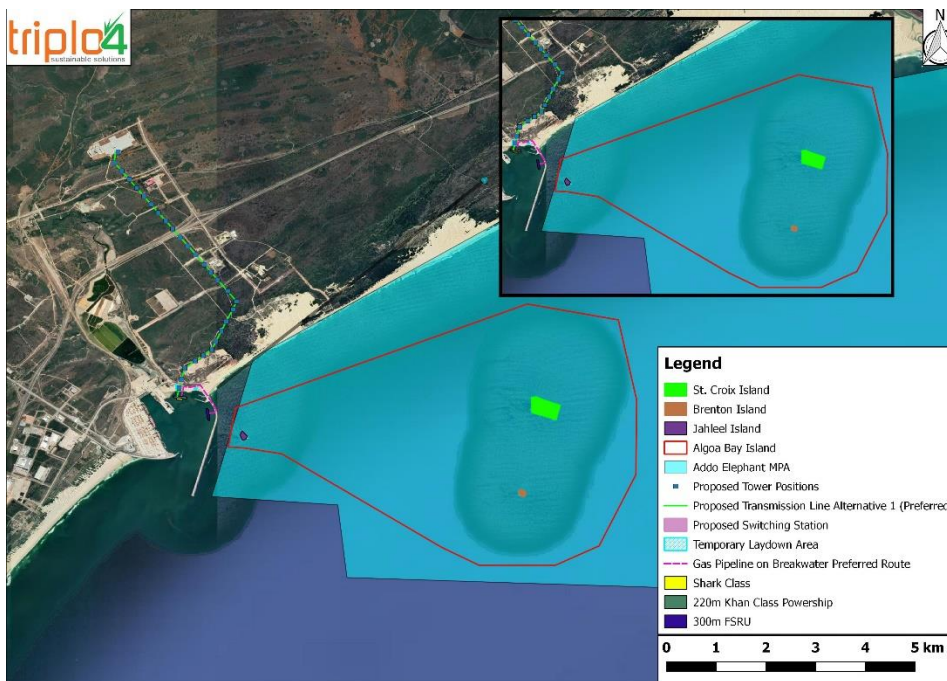 triplo4
sustainable solutions
N
Legend
St. Croix Island
Brenton Island
Jahleel Island
Algoa Bay Island
Addo Elephant MPA
Proposed Tower Positions
Proposed Transmission Line Alternative 1 (Preferred
Proposed Switching Station
Temporary Laydown Area
Gas Pipeline on Breakwater Preferred Route
Shark Class
220m Khan Class Powership
300m FSRU
0 1 2 3 4 5 km